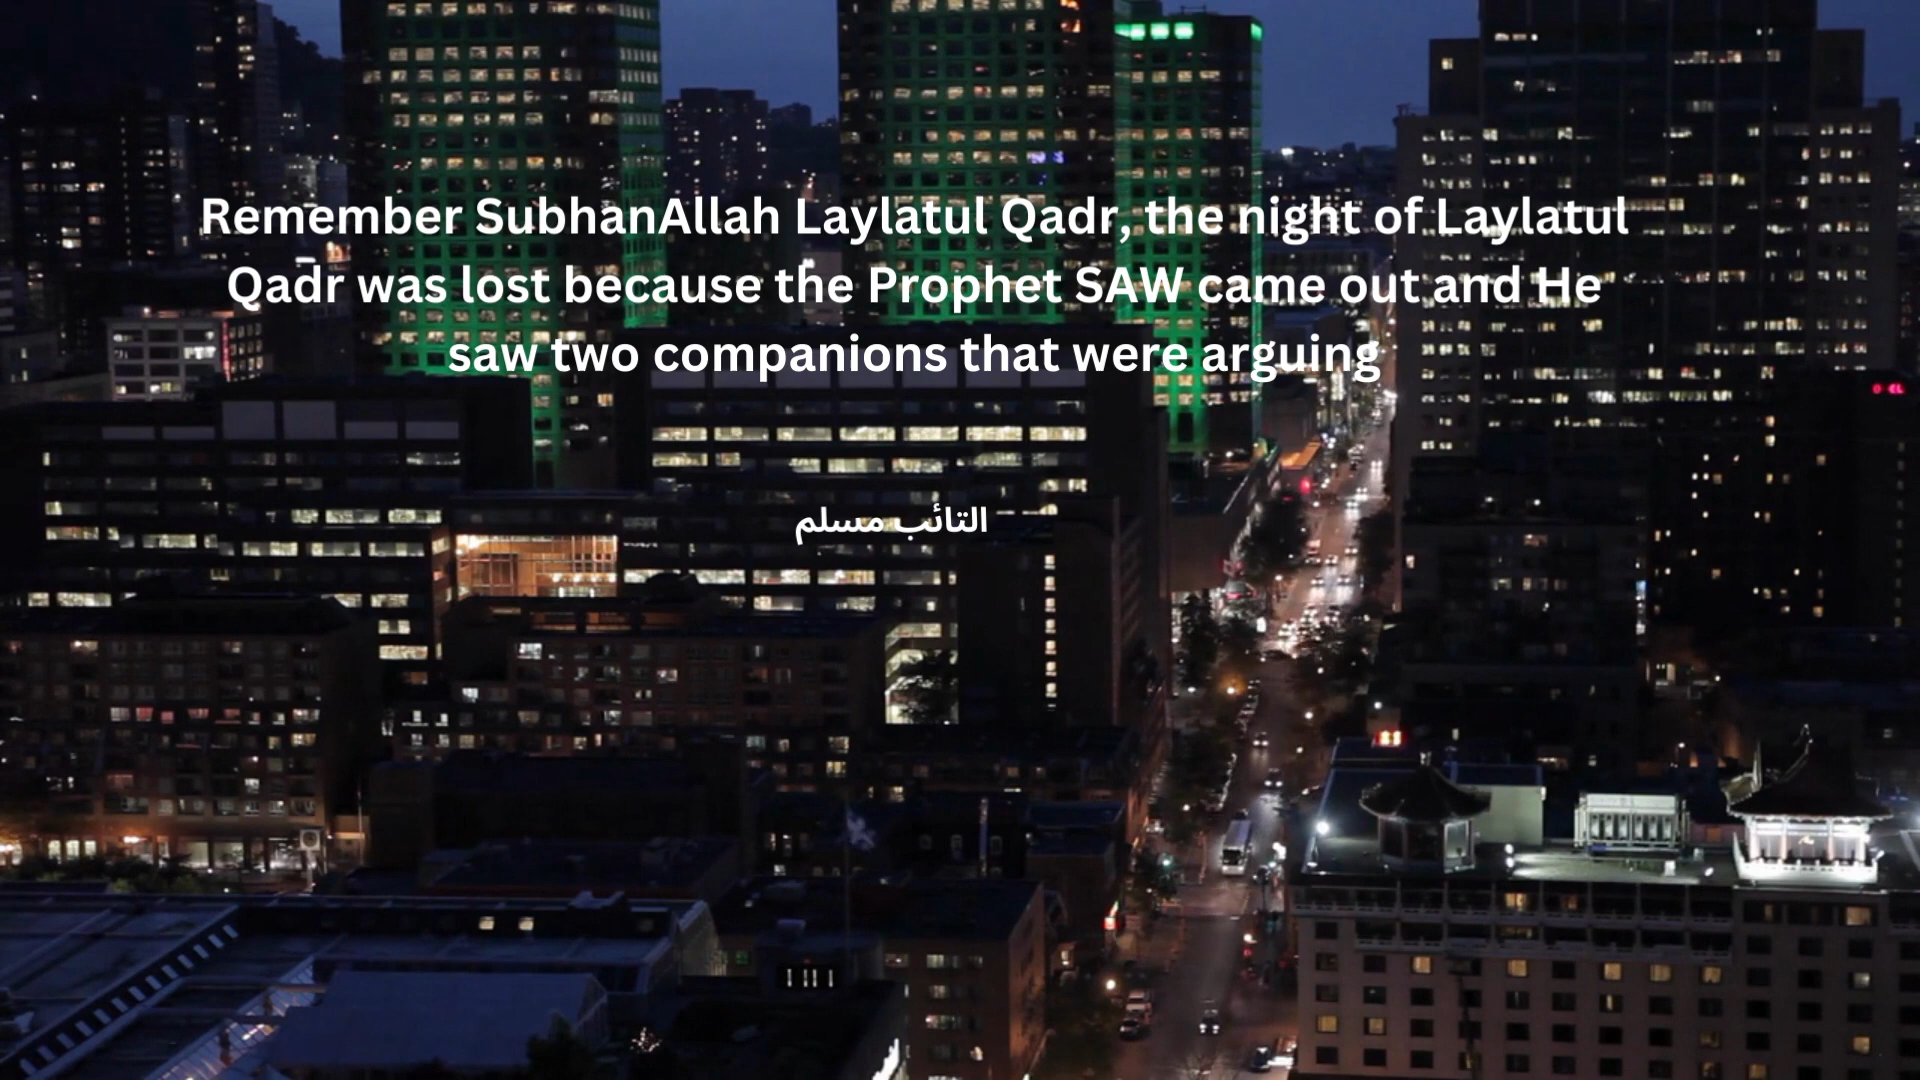 Remember SubhanAllah Laylatul Qadr, the night of Laylatul
Qadr was lost because the Prophet SAW came out and He
saw two companions that were arguing
التائب مسلم